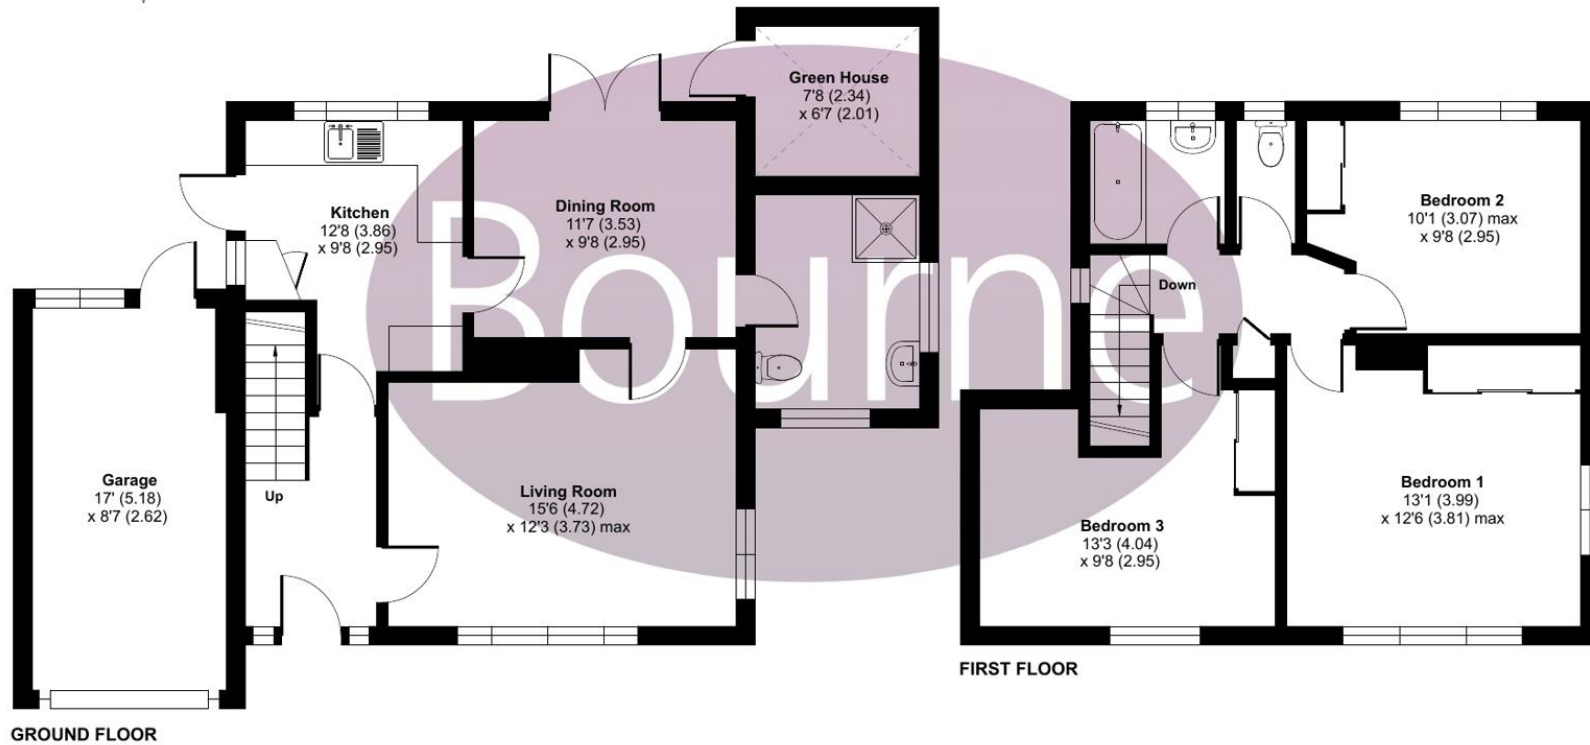 Green House
7'8 (2.34)
x 6'7 (2.01)
Kitchen
12'8 (3.86)
x 9'8 (2.95)
Dining Room
11'7 (3.53)
x 9'8 (2.95)
Bourne
Garage
17' (5.18)
x 8'7 (2.62)
Up
Living Room
15'6 (4.72)
x 12'3 (3.73) max
GROUND FLOOR
Bedroom 2
10'1 (3.07) max
x 9'8 (2.95)
Down
Bedroom 1
13'1 (3.99)
x 12'6 (3.81) max
Bedroom 3
13'3 (4.04)
x 9'8 (2.95)
FIRST FLOOR